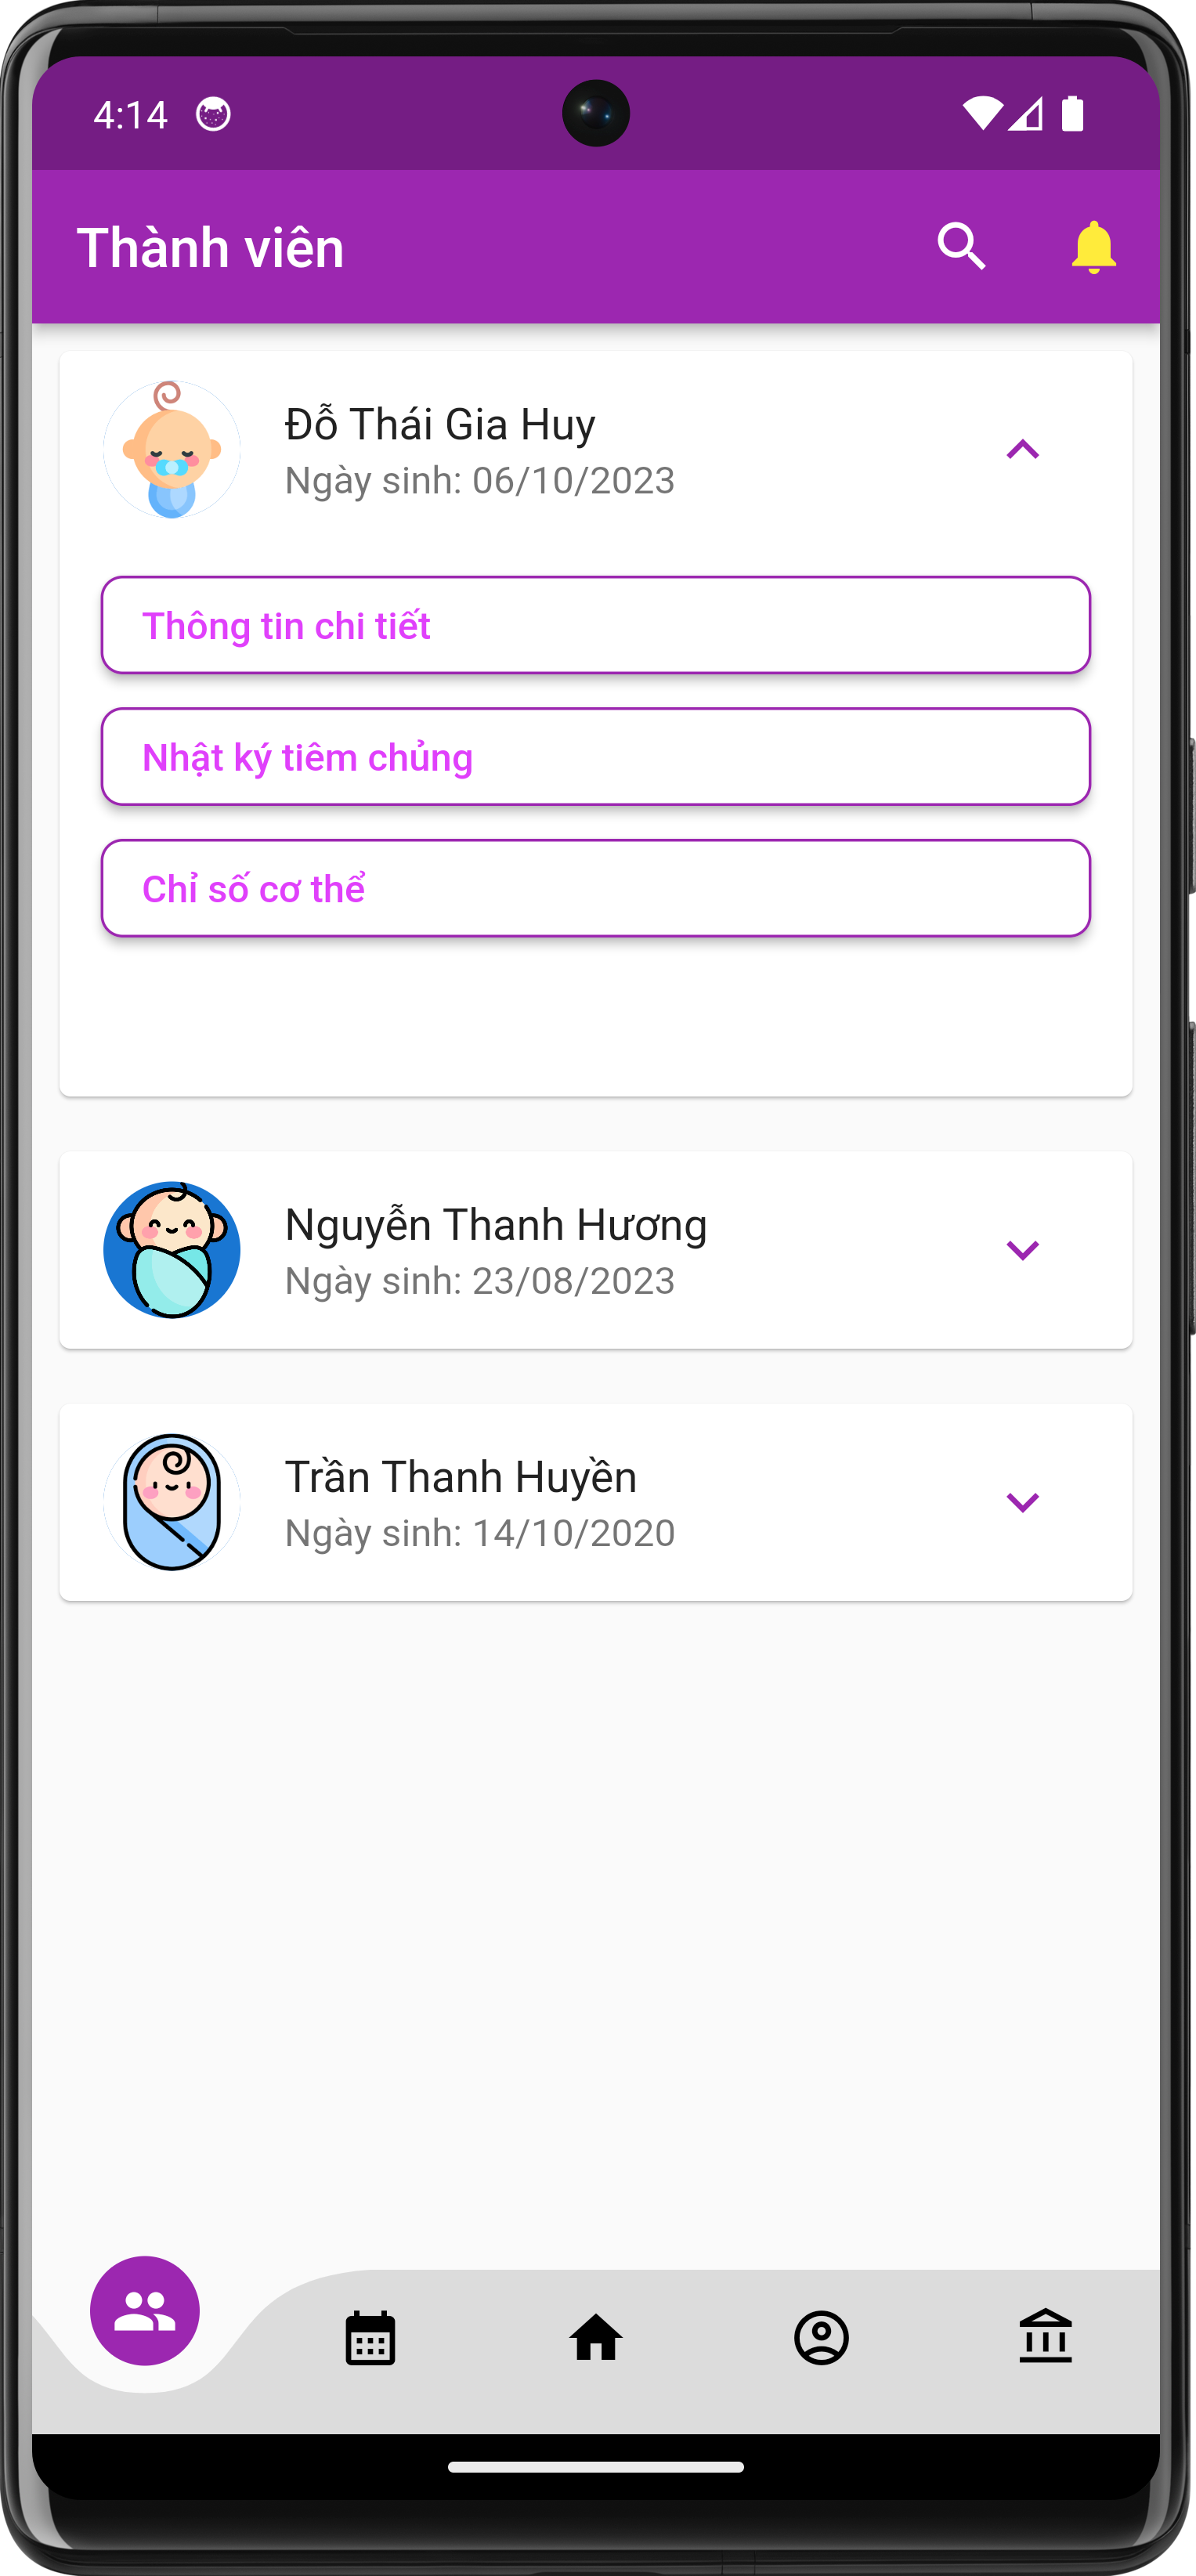 4:14
Thành viên
Đỗ Thái Gia Huy
Ngày sinh: 06/10/2023
Thông tin chi tiết
Nhật ký tiêm chủng
Chỉ số cơ thể
Nguyễn Thanh Hương
Ngày sinh: 23/08/2023
Trần Thanh Huyền
Ngày sinh: 14/10/2020